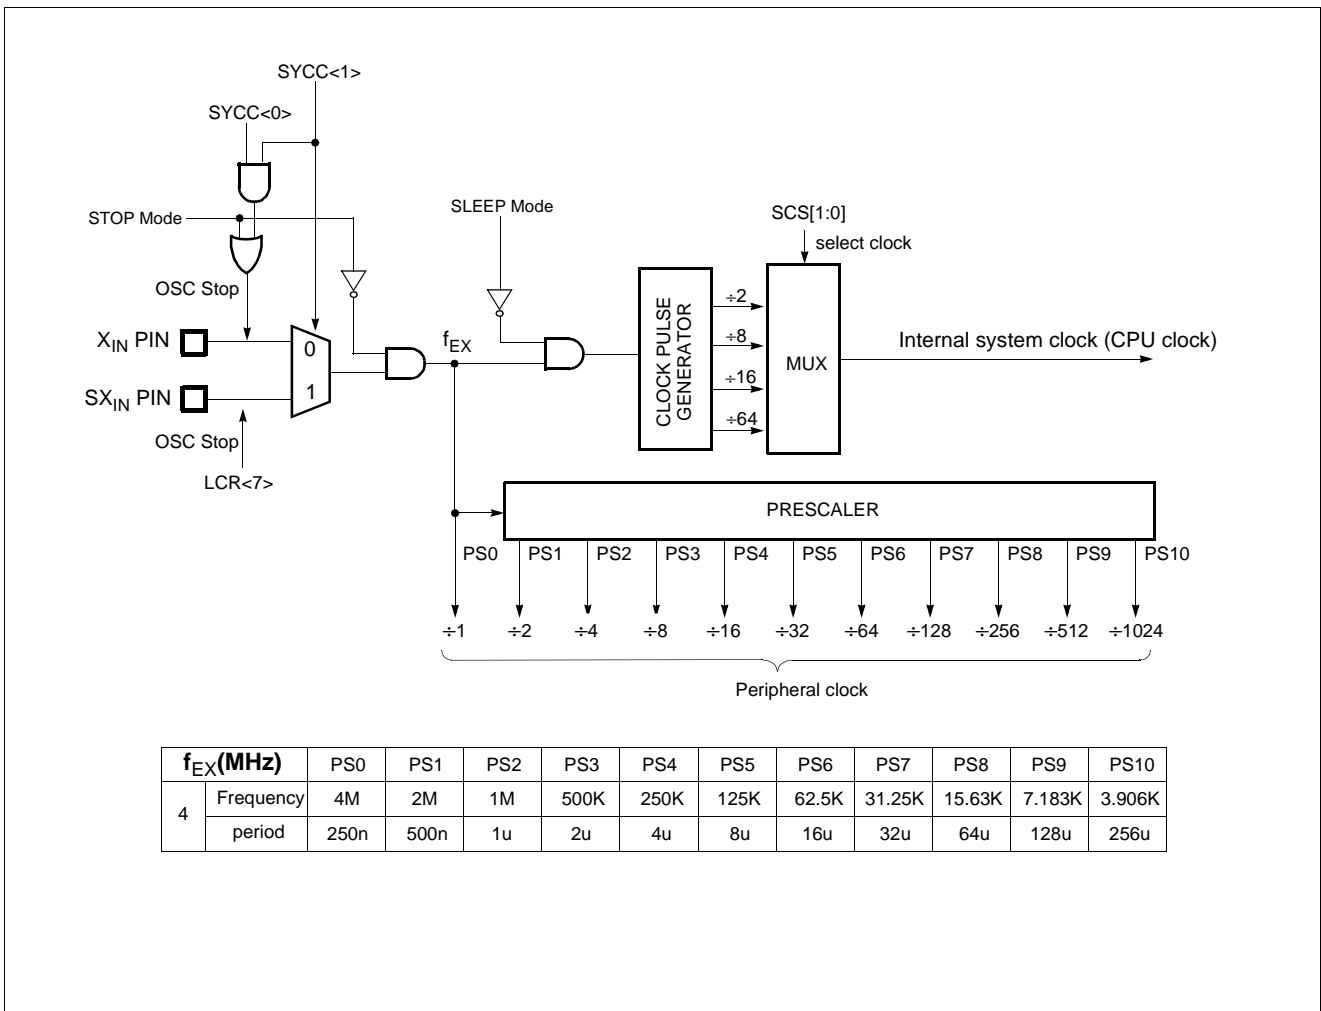 SYCC<1>
SYCC<0>
STOP Mode
SLEEP Mode
SCS[1:0]
select clock
OSC Stop
XIN PIN
0
fEX
CLOCK PULSE
GENERATOR
÷2
÷8
÷16
÷64
MUX
Internal system clock (CPU clock)
SXIN PIN
1
OSC Stop
LCR<7>
PRESCALER
PS0 PS1 PS2 PS3 PS4 PS5 PS6 PS7 PS8 PS9 PS10
÷1 ÷2 ÷4 ÷8 ÷16 ÷32 ÷64 ÷128 ÷256 ÷512 ÷1024
Peripheral clock
fEX(MHz) PS0 PS1 PS2 PS3 PS4 PS5 PS6 PS7 PS8 PS9 PS10
4 Frequency 4M 2M 1M 500K 250K 125K 62.5K 31.25K 15.63K 7.183K 3.906K
period 250n 500n 1u 2u 4u 8u 16u 32u 64u 128u 256u